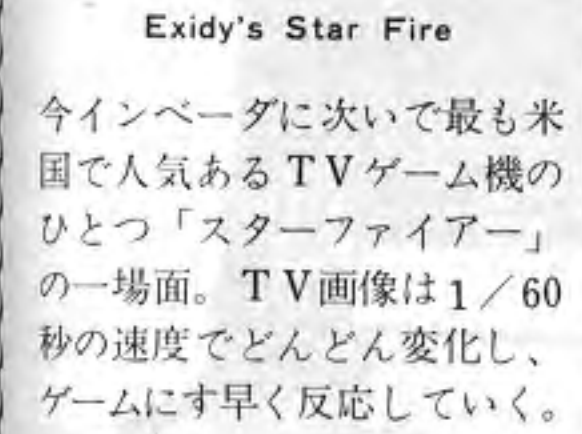 Exidy's Star Fire
今インベーダに次いで最も米
国で人気あるTVゲーム機の
ひとつ「スターファイアー」
の一場面。TV画像は1／60
秒の速度でどんどん変化し、
ゲームにす早く反応していく。